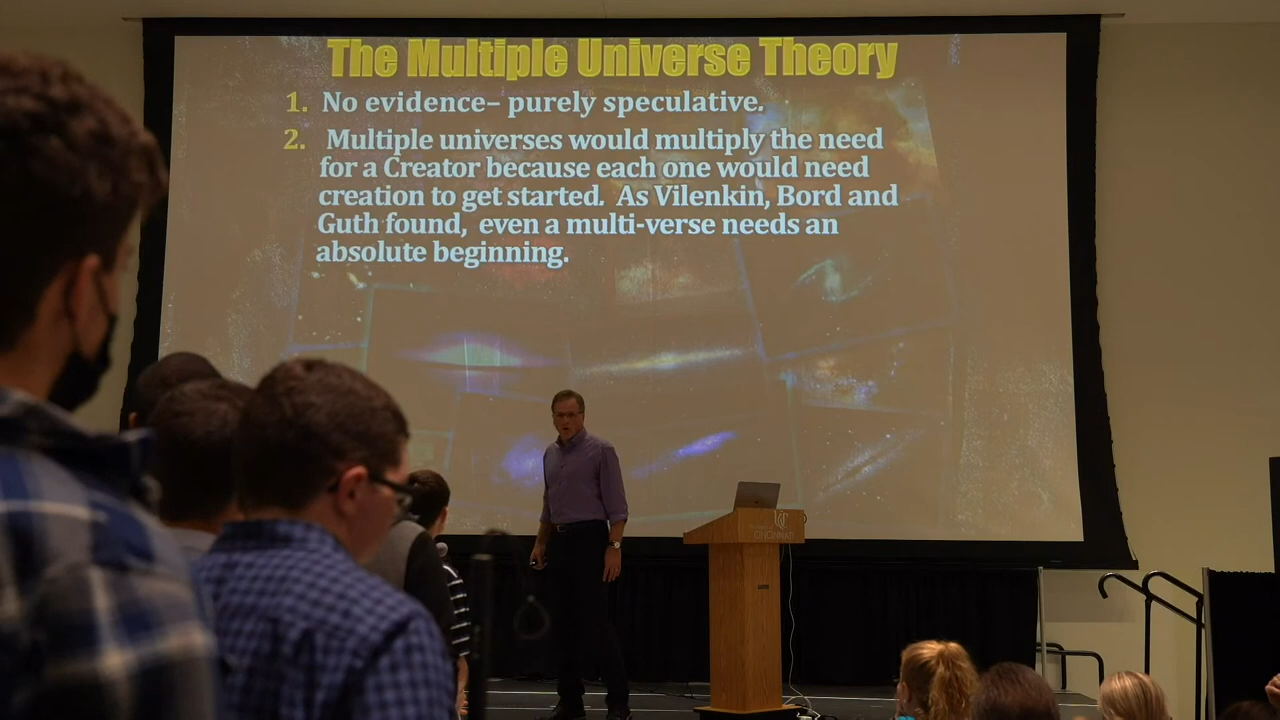 The Multiple Universe Theory
1. No evidence– purely speculative.
2. Multiple universes would multiply the need
for a Creator because each one would need
creation to get started. As Vilenkin, Bord and
Guth found, even a multi-verse needs an
absolute beginning.
CINCINNATI